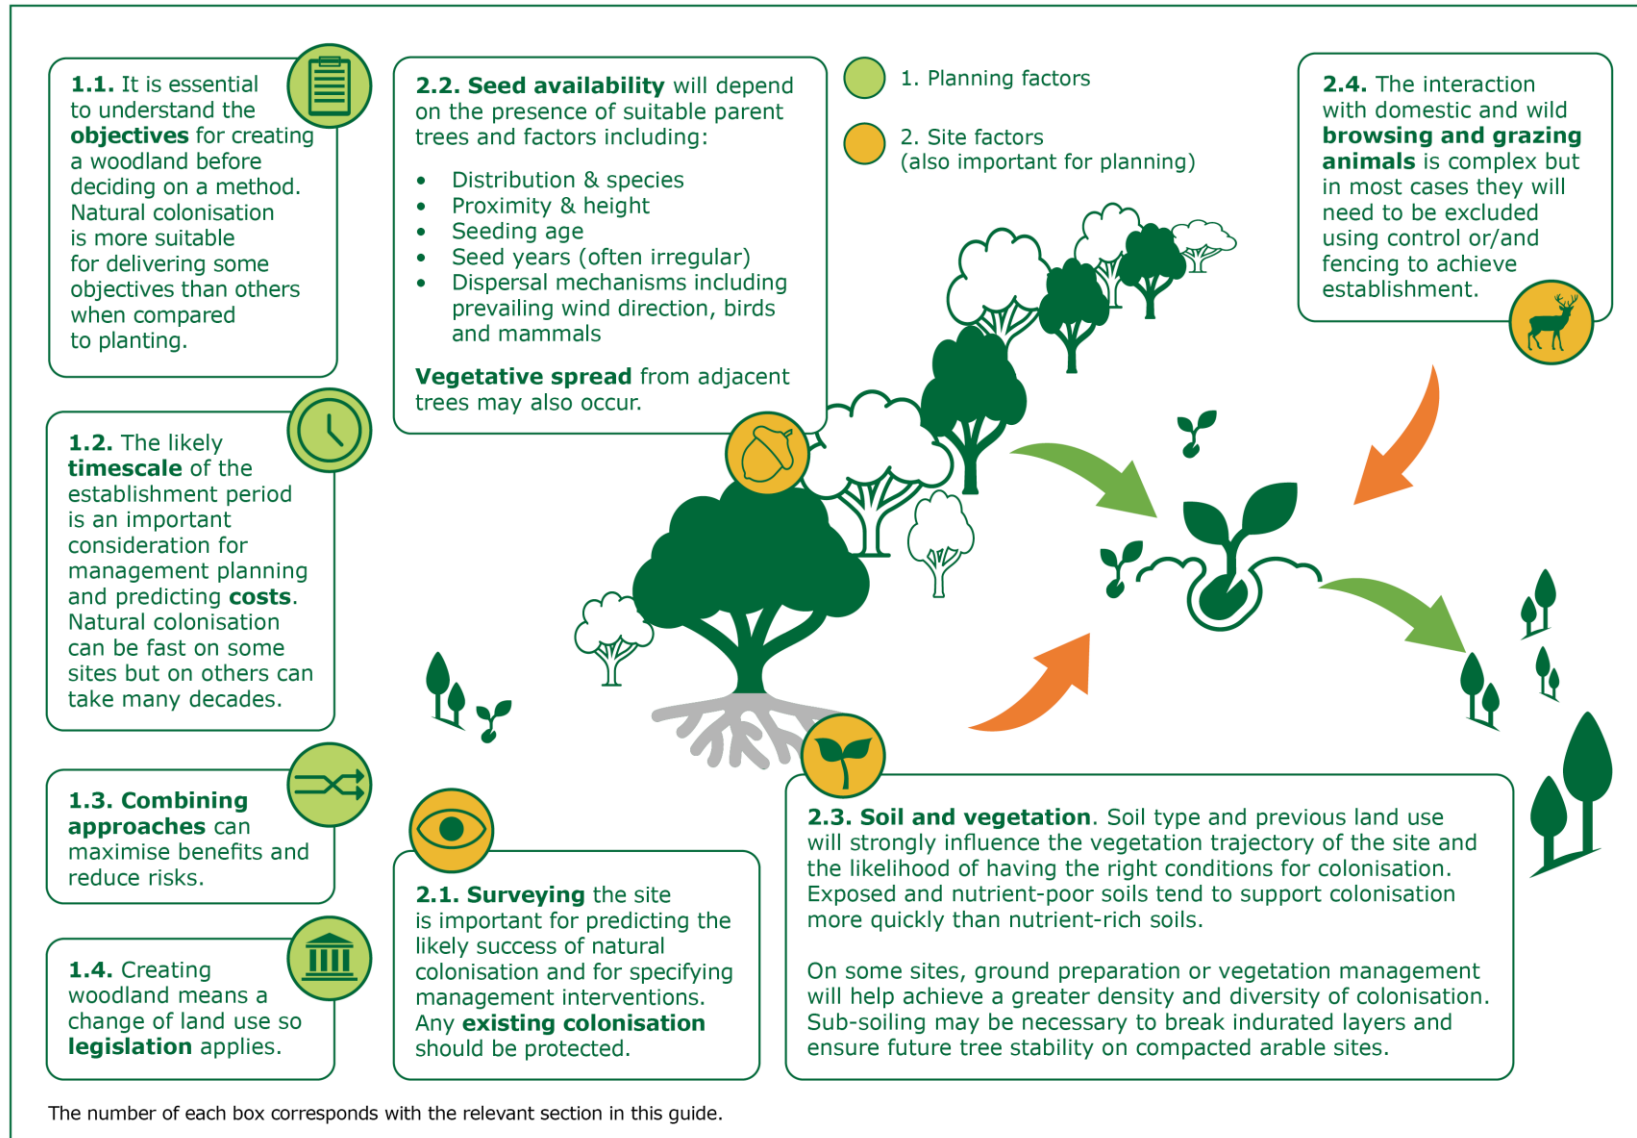 1.1. It is essential
to understand the
objectives for creating
a woodland before
deciding on a method.
Natural colonisation
is more suitable
for delivering some
objectives than others
when compared
to planting.
1.2. The likely
timescale of the
establishment period
is an important
consideration for
management planning
and predicting costs.
Natural colonisation
can be fast on some
sites but on others can
take many decades.
1.3. Combining
approaches can
maximise benefits and
reduce risks.
1.4. Creating
woodland means a
change of land use so
legislation applies.
2.2. Seed availability will depend
on the presence of suitable parent
trees and factors including:
• Distribution & species
• Proximity & height
• Seeding age
• Seed years (often irregular)
• Dispersal mechanisms including
prevailing wind direction, birds
and mammals
Vegetative spread from adjacent
trees may also occur.
1. Planning factors
2. Site factors
(also important for planning)
2.4. The interaction
with domestic and wild
browsing and grazing
animals is complex but
in most cases they will
need to be excluded
using control or/and
fencing to achieve
establishment.
2.1. Surveying the site
is important for predicting the
likely success of natural
colonisation and for specifying
management interventions.
Any existing colonisation
should be protected.
2.3. Soil and vegetation. Soil type and previous land use
will strongly influence the vegetation trajectory of the site and
the likelihood of having the right conditions for colonisation.
Exposed and nutrient-poor soils tend to support colonisation
more quickly than nutrient-rich soils.
On some sites, ground preparation or vegetation management
will help achieve a greater density and diversity of colonisation.
Sub-soiling may be necessary to break indurated layers and
ensure future tree stability on compacted arable sites.
The number of each box corresponds with the relevant section in this guide.